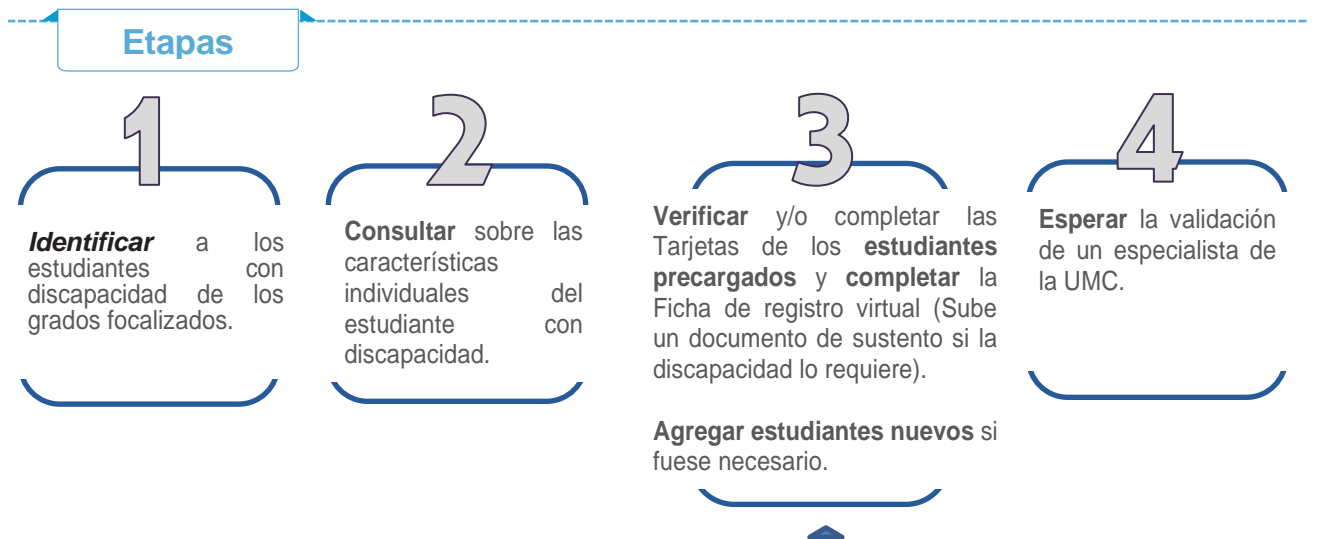 Etapas
1
Identificar a los
estudiantes con
discapacidad de los
grados focalizados.
2
Consultar sobre las
características
individuales del
estudiante con
discapacidad.
3
Verificar y/o completar las
Tarjetas de los estudiantes
precargados y completar la
Ficha de registro virtual (Sube
un documento de sustento si la
discapacidad lo requiere).
Agregar estudiantes nuevos si
fuese necesario.
4
Esperar la validación
de un especialista de
la UMC.